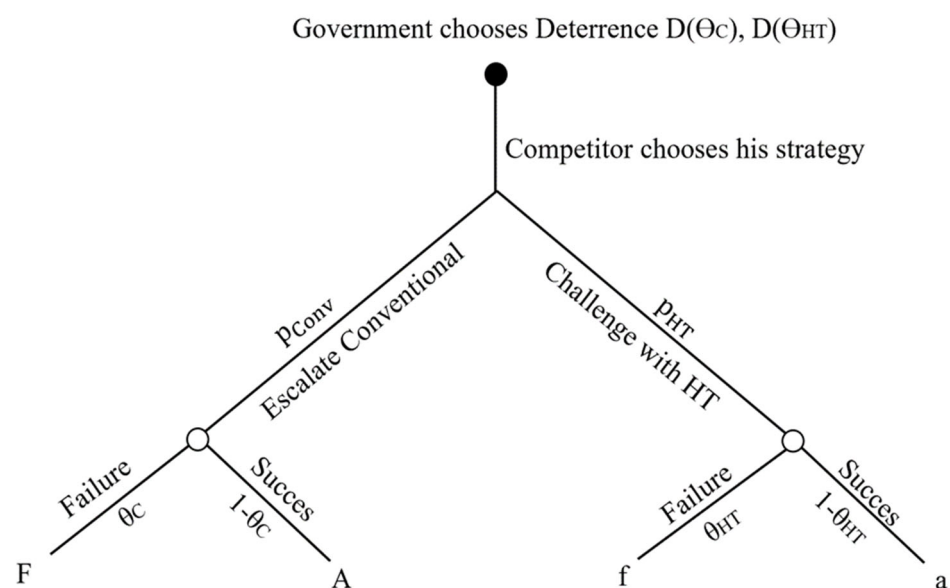 Government chooses Deterrence D(ΘC), D(ΘHT)
Competitor chooses his strategy
pConv
Escalate Conventional
pHT
Challenge with HT
Failure
θC
Succes
1-θC
Failure
θHT
Succes
1-θHT
F
A
f
a